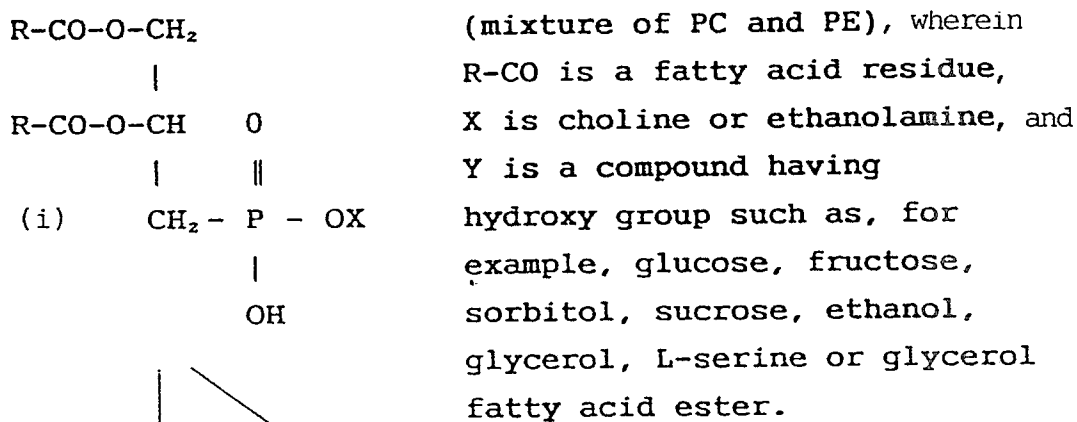 R-CO-O-CH₂ (mixture of PC and PE), wherein
| R-CO is a fatty acid residue,
R-CO-O-CH O X is choline or ethanolamine, and
| || Y is a compound having
(i) CH₂ - P - OX hydroxy group such as, for
| example, glucose, fructose,
OH sorbitol, sucrose, ethanol,
glycerol, L-serine or glycerol
fatty acid ester.